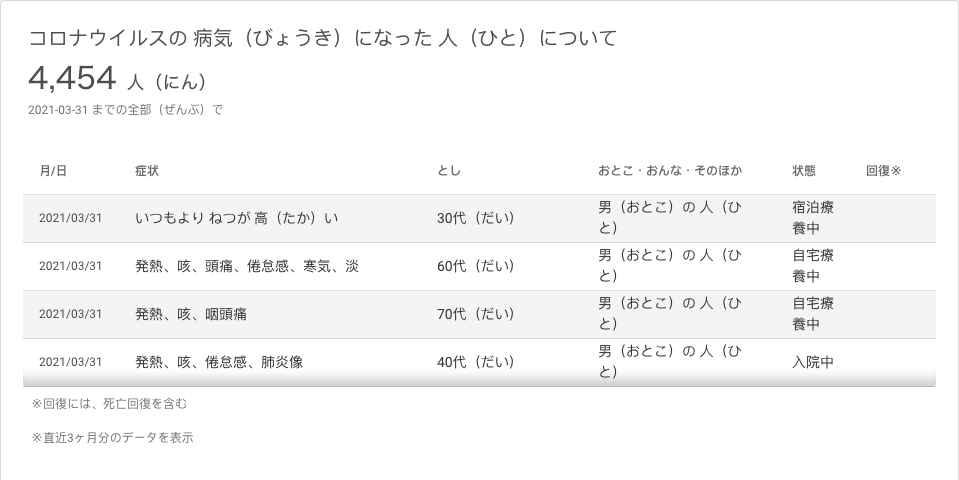 コロナウイルスの 病気（びょうき）になった 人（ひと）について
4,454 人（にん）
2021-03-31 までの全部（ぜんぶ）で
月/日 症状 とし おとこ・おんな・そのほか 状態 回復※
2021/03/31 いつもより ねつが 高（たか）い 30代（だい） 男（おとこ）の 人（ひ
と） 宿泊療
養中
2021/03/31 発熱、咳、頭痛、倦怠感、寒気、淡 60代（だい） 男（おとこ）の 人（ひ
と） 自宅療
養中
2021/03/31 発熱、咳、咽頭痛 70代（だい） 男（おとこ）の 人（ひ
と） 自宅療
養中
2021/03/31 発熱、咳、倦怠感、肺炎像 40代（だい） 男（おとこ）の 人（ひ
と） 入院中
※回復には、死亡回復を含む
※直近3ヶ月分のデータを表示